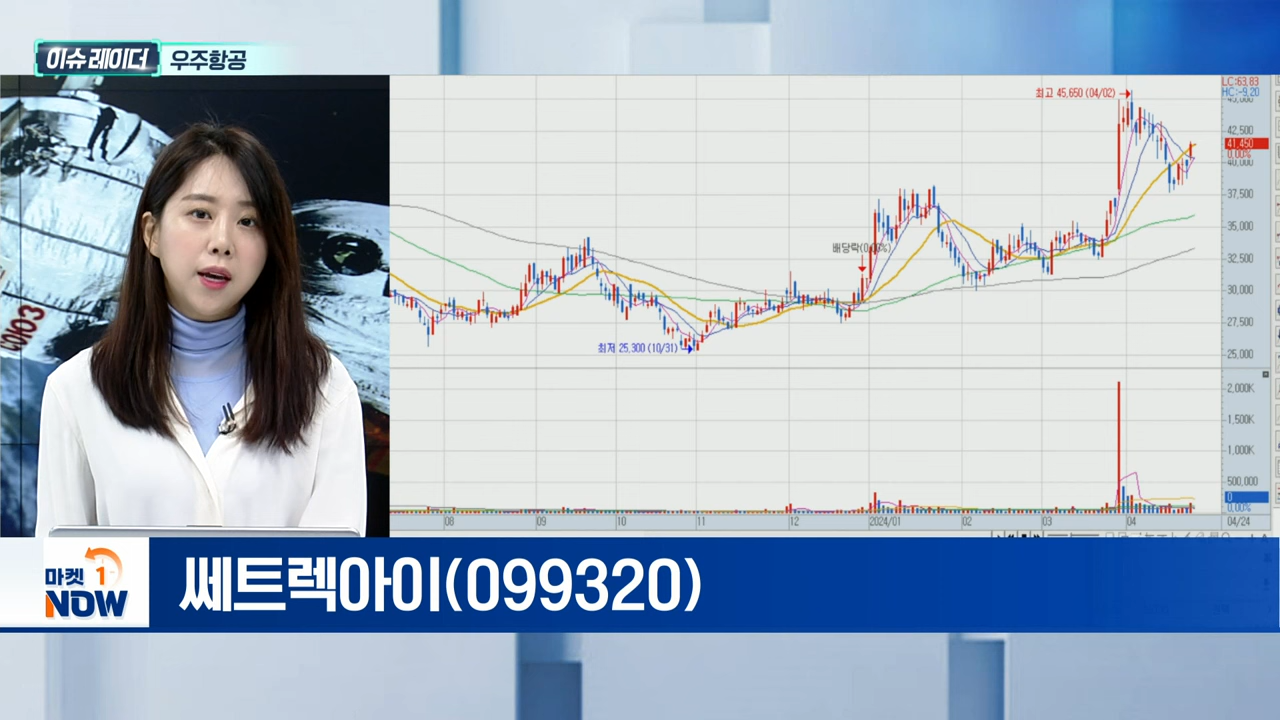 이슈레이더 우주항공
LC:63.83
HC:-9.20
최고 45,650 (04/02)
45,000
42,500
41,450
0.00%
40,000
37,500
35,000
배당락(0.00%)
32,500
30,000
27,500
최저 25,300 (10/31)
25,000
2,000K
1,500K
1,000K
500,000
0
0.00%
08 09 10 11 12 2024/01 02 03 04 04/24
마켓 1
NOW
쎄트렉아이(099320)